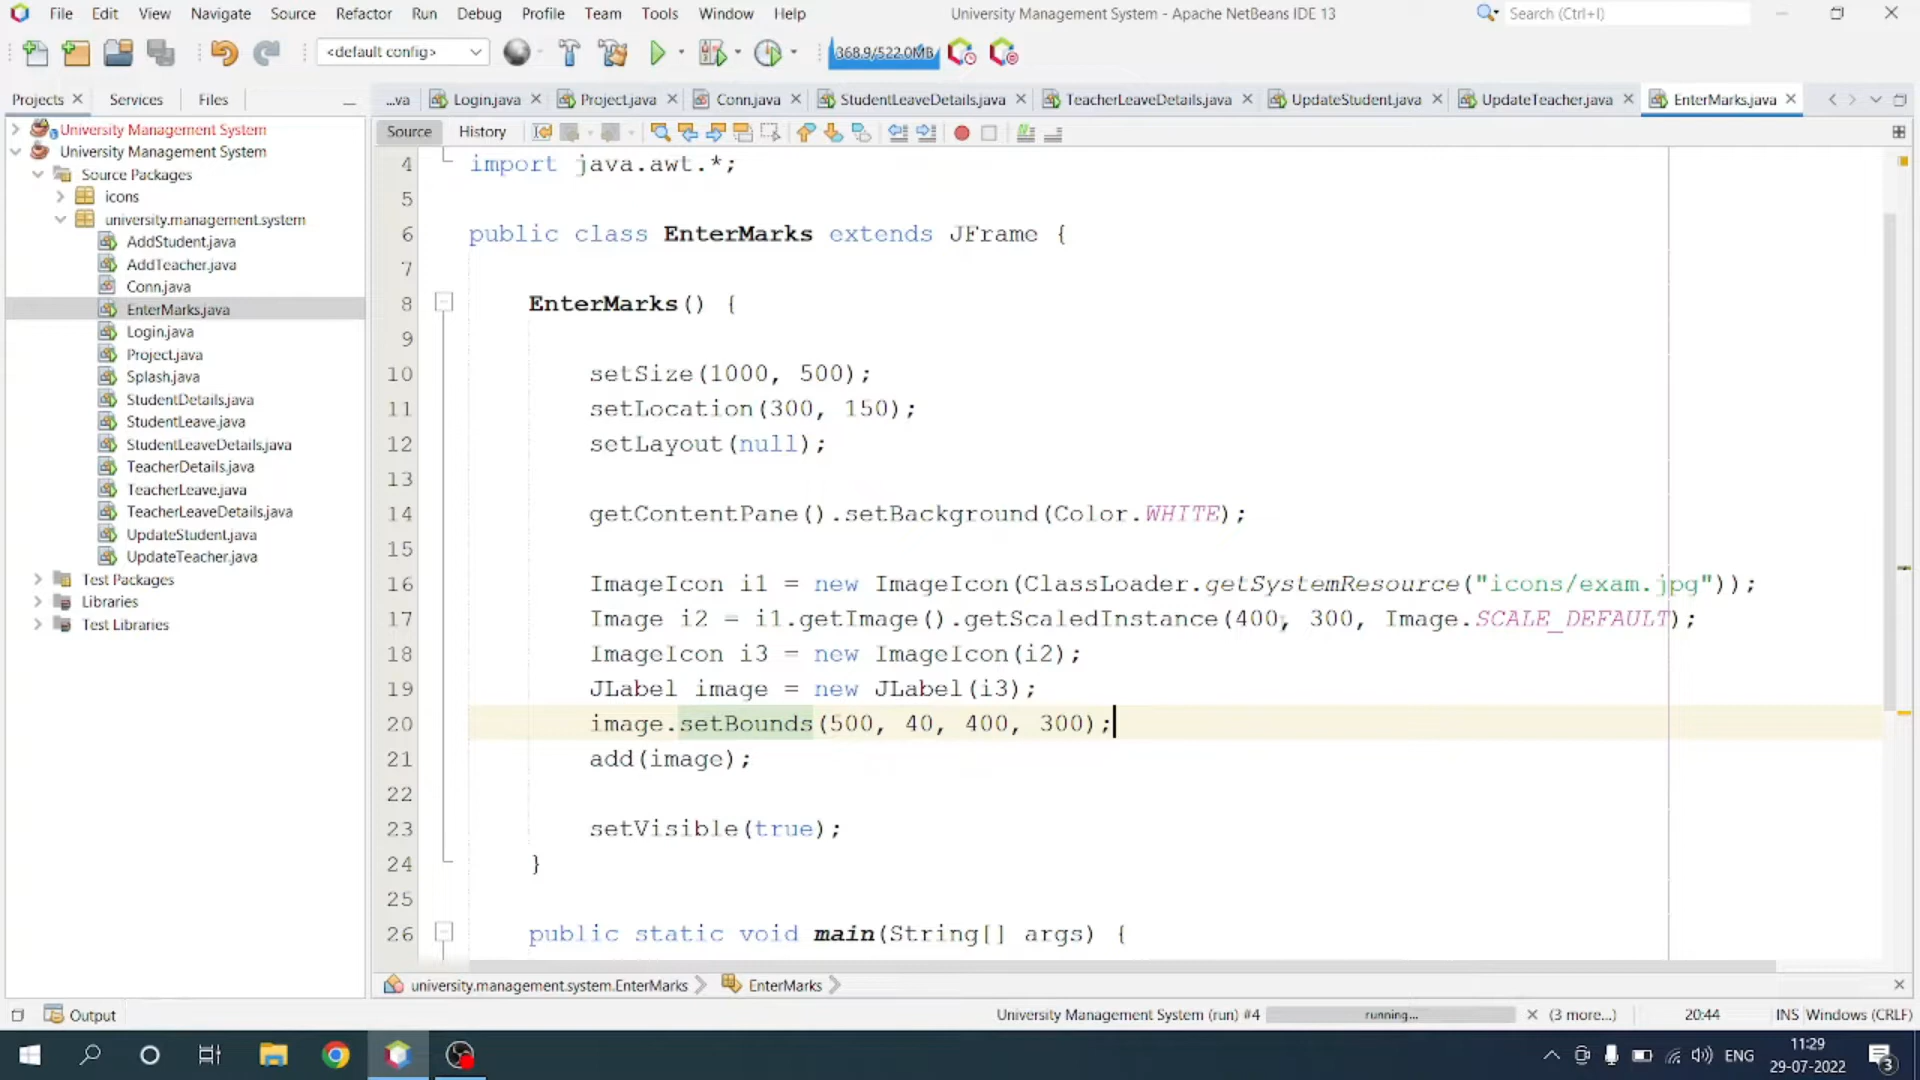 File Edit View Navigate Source Refactor Run Debug Profile Team Tools Window Help University Management System - Apache NetBeans IDE 13 Search (Ctrl+I)
<default config> 368.9/522.0MB
Projects Services Files ...va Login.java Project.java Conn.java StudentLeaveDetails.java TeacherLeaveDetails.java UpdateStudent.java UpdateTeacher.java EnterMarks.java
Source History
University Management System
University Management System
Source Packages
icons
university.management.system
AddStudent.java
AddTeacher.java
Conn.java
EnterMarks.java
Login.java
Project.java
Splash.java
StudentDetails.java
StudentLeave.java
StudentLeaveDetails.java
TeacherDetails.java
TeacherLeave.java
TeacherLeaveDetails.java
UpdateStudent.java
UpdateTeacher.java
Test Packages
Libraries
Test Libraries
4 import java.awt.*;
5
6 public class EnterMarks extends JFrame {
7
8 EnterMarks() {
9
10 setSize(1000, 500);
11 setLocation(300, 150);
12 setLayout(null);
13
14 getContentPane().setBackground(Color.WHITE);
15
16 ImageIcon i1 = new ImageIcon(ClassLoader.getSystemResource("icons/exam.jpg"));
17 Image i2 = i1.getImage().getScaledInstance(400, 300, Image.SCALE_DEFAULT);
18 ImageIcon i3 = new ImageIcon(i2);
19 JLabel image = new JLabel(i3);
20 image.setBounds(500, 40, 400, 300);
21 add(image);
22
23 setVisible(true);
24 }
25
26 public static void main(String[] args) {
university.management.system.EnterMarks EnterMarks
Output University Management System (run) #4 running... (3 more...) 20:44 INS Windows (CRLF)
ENG 11:29
29-07-2022 3